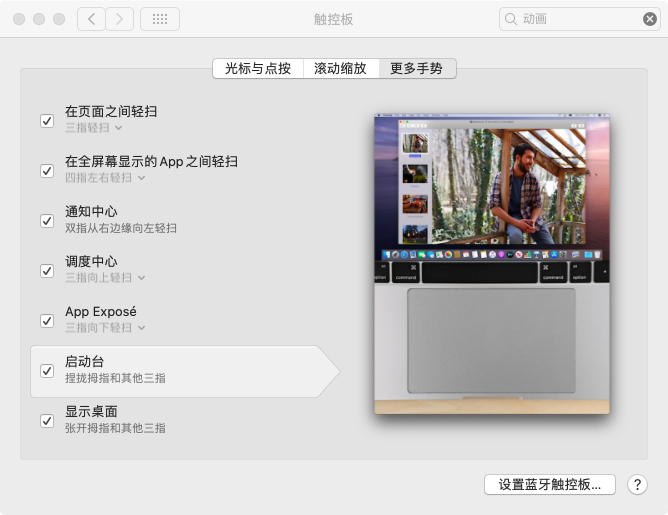 触控板
动画
光标与点按
滚动缩放
更多手势
在页面之间轻扫
三指轻扫
在全屏幕显示的 App 之间轻扫
四指左右轻扫
通知中心
双指从右边缘向左轻扫
调度中心
三指向上轻扫
App Exposé
三指向下轻扫
启动台
捏拢拇指和其他三指
显示桌面
张开拇指和其他三指
option
⌘
command
⌘
command
option
设置蓝牙触控板...
?